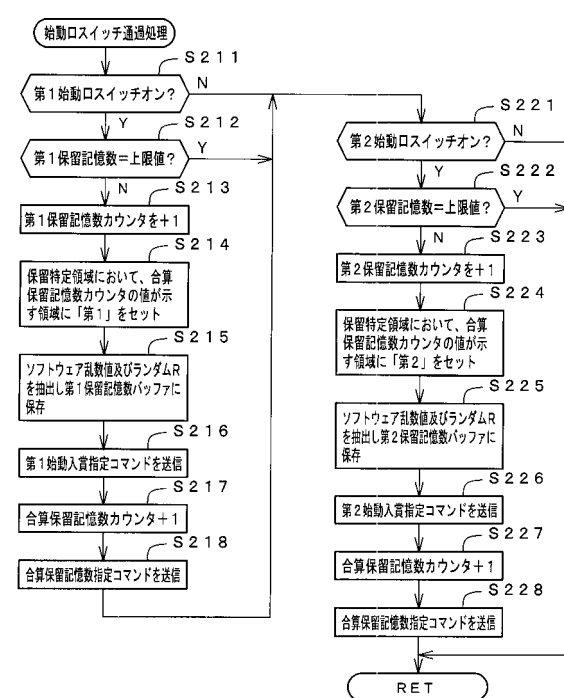 始動口スイッチ通過処理
S211
第1始動口スイッチオン?
N
Y
S212
第1保留記憶数=上限値?
Y
N
S213
第1保留記憶数カウンタを+1
S214
保留特定領域において、合算
保留記憶数カウンタの値が示
す領域に「第1」をセット
S215
ソフトウェア乱数値及びランダムR
を抽出し第1保留記憶数バッファに
保存
S216
第1始動入賞指定コマンドを送信
S217
合算保留記憶数カウンタ+1
S218
合算保留記憶数指定コマンドを送信
S221
第2始動口スイッチオン?
N
Y
S222
第2保留記憶数=上限値?
Y
N
S223
第2保留記憶数カウンタを+1
S224
保留特定領域において、合算
保留記憶数カウンタの値が示
す領域に「第2」をセット
S225
ソフトウェア乱数値及びランダムR
を抽出し第2保留記憶数バッファに
保存
S226
第2始動入賞指定コマンドを送信
S227
合算保留記憶数カウンタ+1
S228
合算保留記憶数指定コマンドを送信
RET